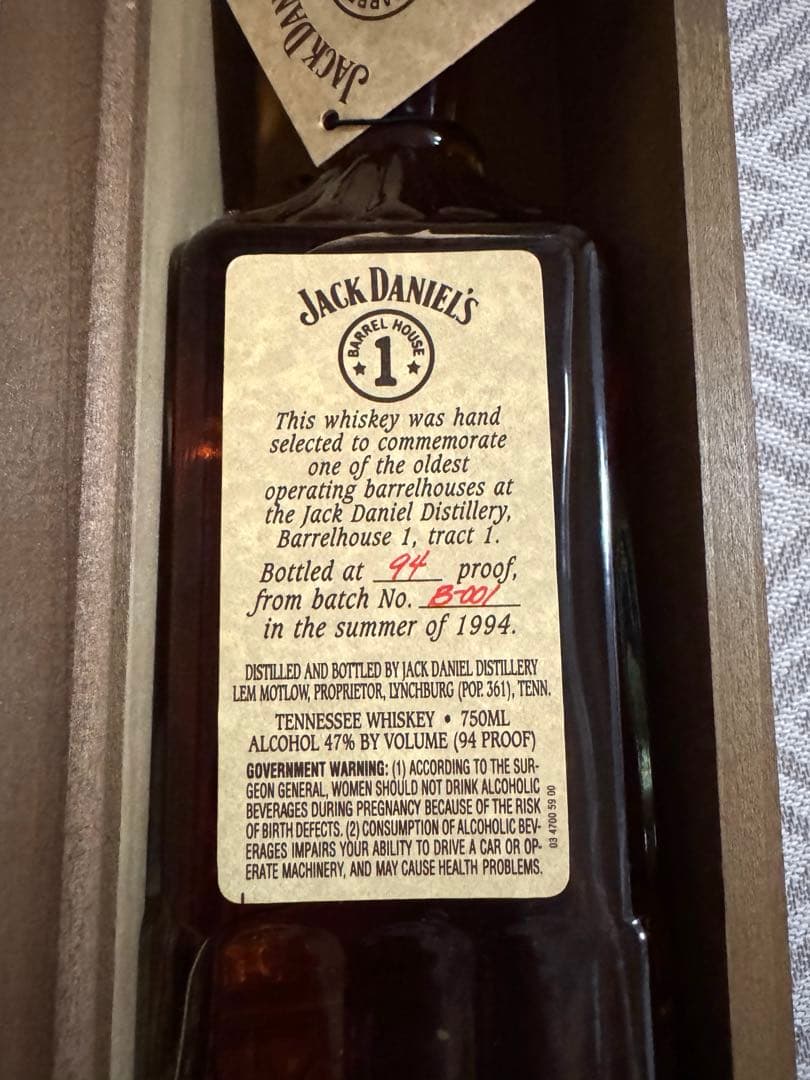 JACK DAN
JACK DANIEL'S
BARREL HOUSE
1
This whiskey was hand
selected to commemorate
one of the oldest
operating barrelhouses at
the Jack Daniel Distillery,
Barrelhouse 1, tract 1.
Bottled at 94 proof,
from batch No. B-001
in the summer of 1994.
DISTILLED AND BOTTLED BY JACK DANIEL DISTILLERY
LEM MOTLOW, PROPRIETOR, LYNCHBURG (POP. 361), TENN.
TENNESSEE WHISKEY • 750ML
ALCOHOL 47% BY VOLUME (94 PROOF)
GOVERNMENT WARNING: (1) ACCORDING TO THE SUR-
GEON GENERAL, WOMEN SHOULD NOT DRINK ALCOHOLIC
BEVERAGES DURING PREGNANCY BECAUSE OF THE RISK
OF BIRTH DEFECTS. (2) CONSUMPTION OF ALCOHOLIC BEV-
ERAGES IMPAIRS YOUR ABILITY TO DRIVE A CAR OR OP-
ERATE MACHINERY, AND MAY CAUSE HEALTH PROBLEMS.
03 4700 59 00